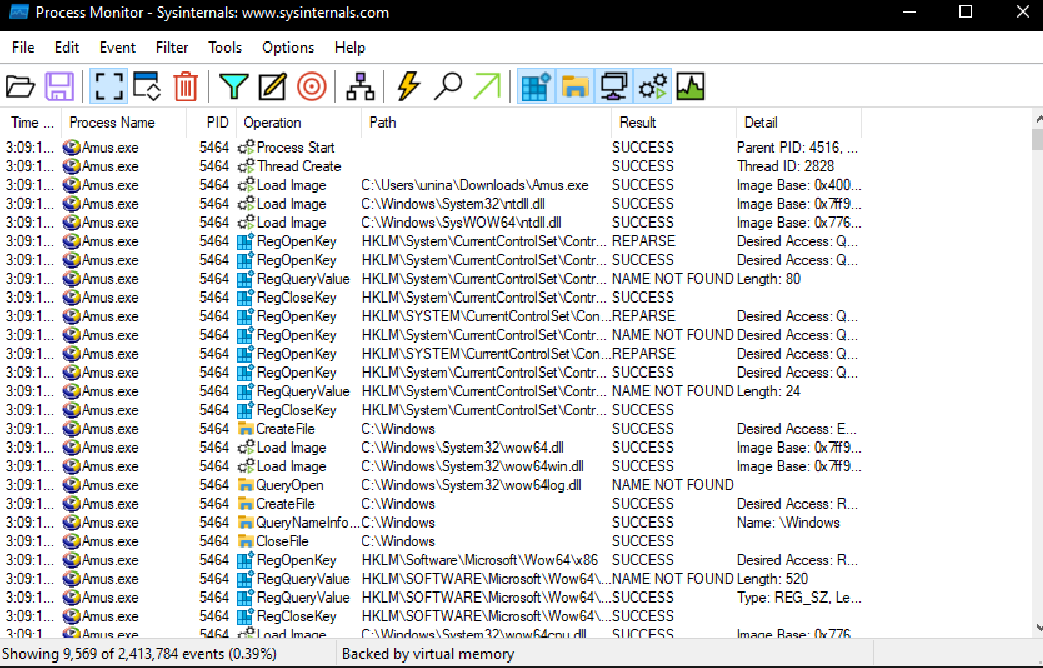 Process Monitor - Sysinternals: www.sysinternals.com
File Edit Event Filter Tools Options Help
Time ... Process Name PID Operation Path Result Detail
3:09:1... Amus.exe 5464 Process Start SUCCESS Parent PID: 4516, ...
3:09:1... Amus.exe 5464 Thread Create SUCCESS Thread ID: 2828
3:09:1... Amus.exe 5464 Load Image C:\Users\unina\Downloads\Amus.exe SUCCESS Image Base: 0x400...
3:09:1... Amus.exe 5464 Load Image C:\Windows\System32\ntdll.dll SUCCESS Image Base: 0x7ff9...
3:09:1... Amus.exe 5464 Load Image C:\Windows\SysWOW64\ntdll.dll SUCCESS Image Base: 0x776...
3:09:1... Amus.exe 5464 RegOpenKey HKLM\System\CurrentControlSet\Contr... REPARSE Desired Access: Q...
3:09:1... Amus.exe 5464 RegOpenKey HKLM\System\CurrentControlSet\Contr... SUCCESS Desired Access: Q...
3:09:1... Amus.exe 5464 RegQueryValue HKLM\System\CurrentControlSet\Contr... NAME NOT FOUND Length: 80
3:09:1... Amus.exe 5464 RegCloseKey HKLM\System\CurrentControlSet\Contr... SUCCESS
3:09:1... Amus.exe 5464 RegOpenKey HKLM\SYSTEM\CurrentControlSet\Con... REPARSE Desired Access: Q...
3:09:1... Amus.exe 5464 RegOpenKey HKLM\System\CurrentControlSet\Contr... NAME NOT FOUND Desired Access: Q...
3:09:1... Amus.exe 5464 RegOpenKey HKLM\SYSTEM\CurrentControlSet\Con... REPARSE Desired Access: Q...
3:09:1... Amus.exe 5464 RegOpenKey HKLM\System\CurrentControlSet\Contr... SUCCESS Desired Access: Q...
3:09:1... Amus.exe 5464 RegQueryValue HKLM\System\CurrentControlSet\Contr... NAME NOT FOUND Length: 24
3:09:1... Amus.exe 5464 RegCloseKey HKLM\System\CurrentControlSet\Contr... SUCCESS
3:09:1... Amus.exe 5464 CreateFile C:\Windows SUCCESS Desired Access: E...
3:09:1... Amus.exe 5464 Load Image C:\Windows\System32\wow64.dll SUCCESS Image Base: 0x7ff9...
3:09:1... Amus.exe 5464 Load Image C:\Windows\System32\wow64win.dll SUCCESS Image Base: 0x7ff9...
3:09:1... Amus.exe 5464 QueryOpen C:\Windows\System32\wow64log.dll NAME NOT FOUND
3:09:1... Amus.exe 5464 CreateFile C:\Windows SUCCESS Desired Access: R...
3:09:1... Amus.exe 5464 QueryNameInfo... C:\Windows SUCCESS Name: \Windows
3:09:1... Amus.exe 5464 CloseFile C:\Windows SUCCESS
3:09:1... Amus.exe 5464 RegOpenKey HKLM\Software\Microsoft\Wow64\x86 SUCCESS Desired Access: R...
3:09:1... Amus.exe 5464 RegQueryValue HKLM\SOFTWARE\Microsoft\Wow64\... NAME NOT FOUND Length: 520
3:09:1... Amus.exe 5464 RegQueryValue HKLM\SOFTWARE\Microsoft\Wow64\... SUCCESS Type: REG_SZ, Le...
3:09:1... Amus.exe 5464 RegCloseKey HKLM\SOFTWARE\Microsoft\Wow64\... SUCCESS
3:09:1... Amus.exe 5464 Load Image C:\Windows\System32\wow64cpu.dll SUCCESS Image Base: 0x776...
Showing 9,569 of 2,413,784 events (0.39%) Backed by virtual memory